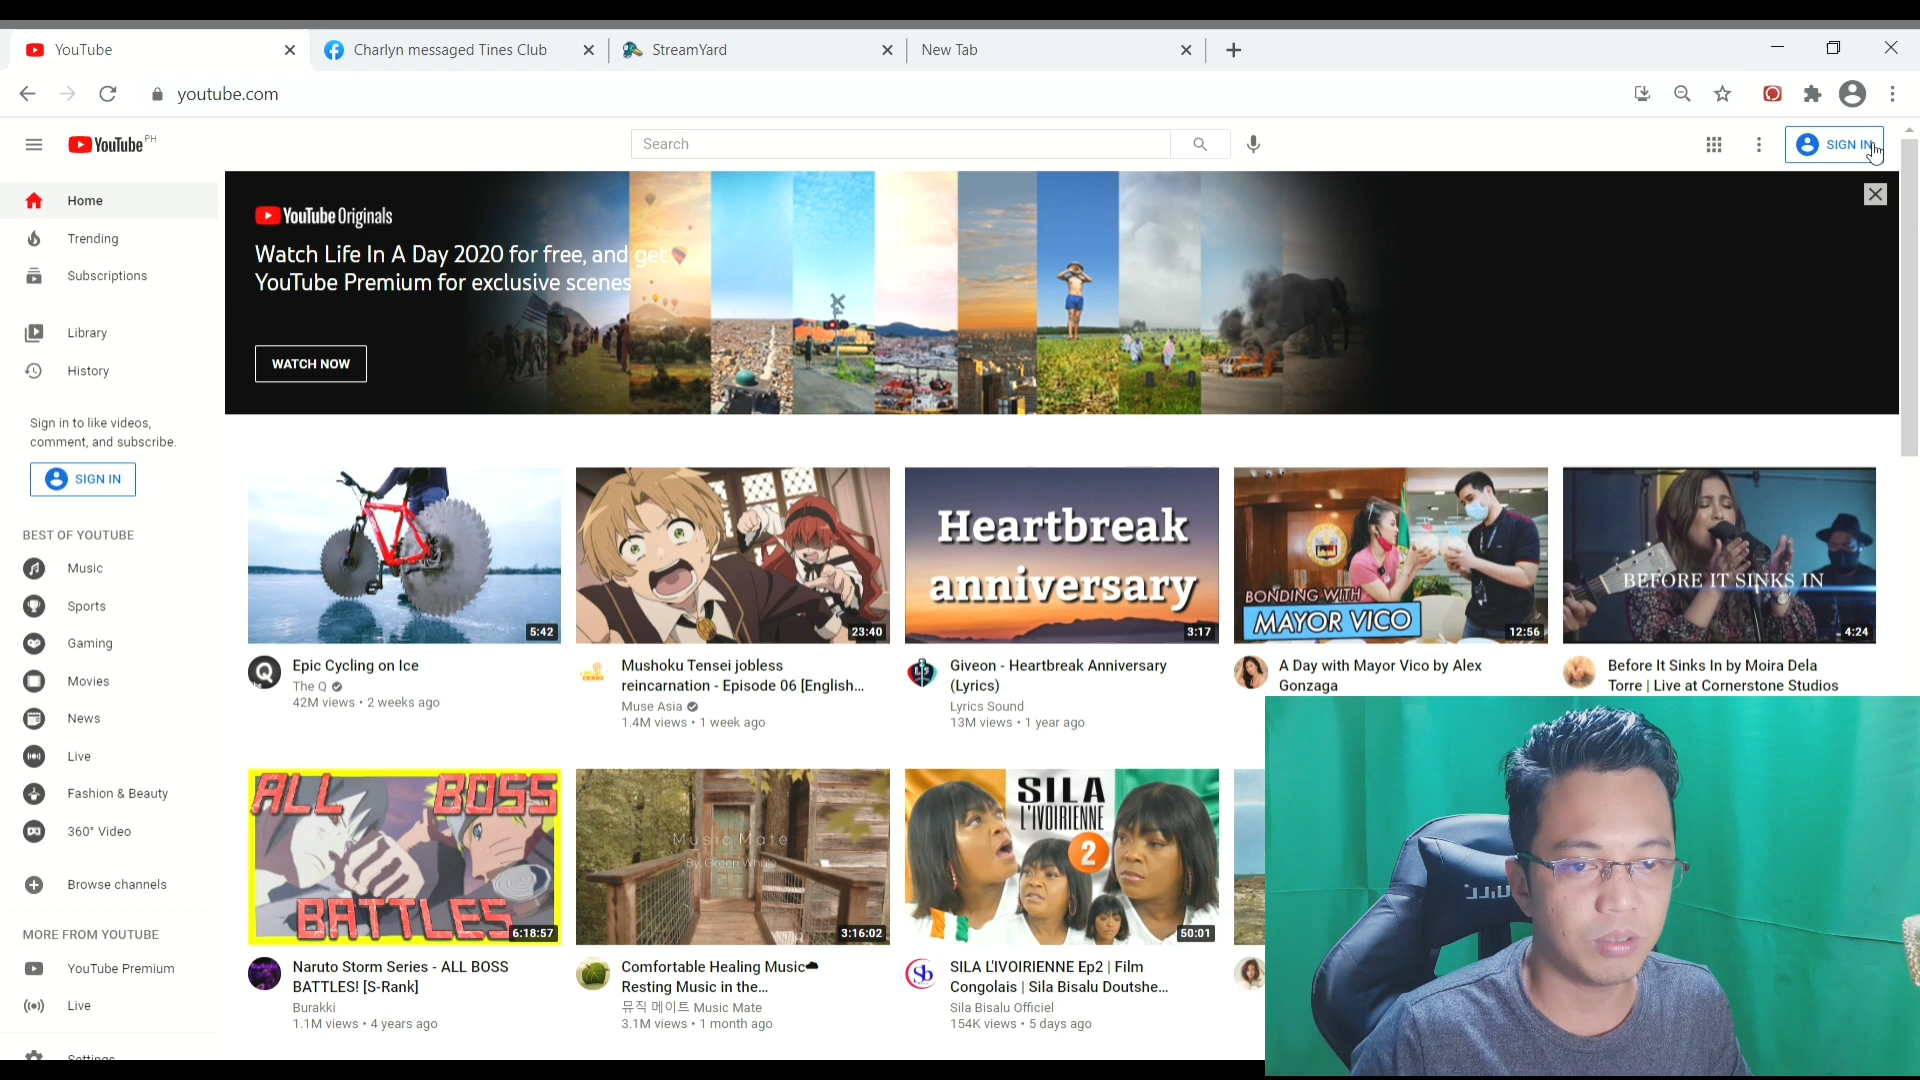 YouTube
Charlyn messaged Tines Club
StreamYard
New Tab
youtube.com
YouTube PH
Search
SIGN IN
Home
Trending
Subscriptions
Library
History
Sign in to like videos,
comment, and subscribe.
SIGN IN
BEST OF YOUTUBE
Music
Sports
Gaming
Movies
News
Live
Fashion & Beauty
360° Video
Browse channels
MORE FROM YOUTUBE
YouTube Premium
Live
Settings
YouTube Originals
Watch Life In A Day 2020 for free, and get
YouTube Premium for exclusive scenes
WATCH NOW
5:42
Epic Cycling on Ice
The Q
42M views • 2 weeks ago
23:40
Mushoku Tensei jobless
reincarnation - Episode 06 [English...
Muse Asia
1.4M views • 1 week ago
Heartbreak
anniversary
3:17
Giveon - Heartbreak Anniversary
(Lyrics)
Lyrics Sound
13M views • 1 year ago
BONDING WITH
MAYOR VICO
12:56
A Day with Mayor Vico by Alex
Gonzaga
BEFORE IT SINKS IN
4:24
Before It Sinks In by Moira Dela
Torre | Live at Cornerstone Studios
ALL BOSS
BATTLES
6:18:57
Naruto Storm Series - ALL BOSS
BATTLES! [S-Rank]
Burakki
1.1M views • 4 years ago
Music Mate
By. Green Whale
3:16:02
Comfortable Healing Music☁
Resting Music in the...
뮤직 메이트 Music Mate
3.1M views • 1 month ago
SILA
L'IVOIRIENNE
2
50:01
SILA L'IVOIRIENNE Ep2 | Film
Congolais | Sila Bisalu Doutshe...
Sila Bisalu Officiel
154K views • 5 days ago